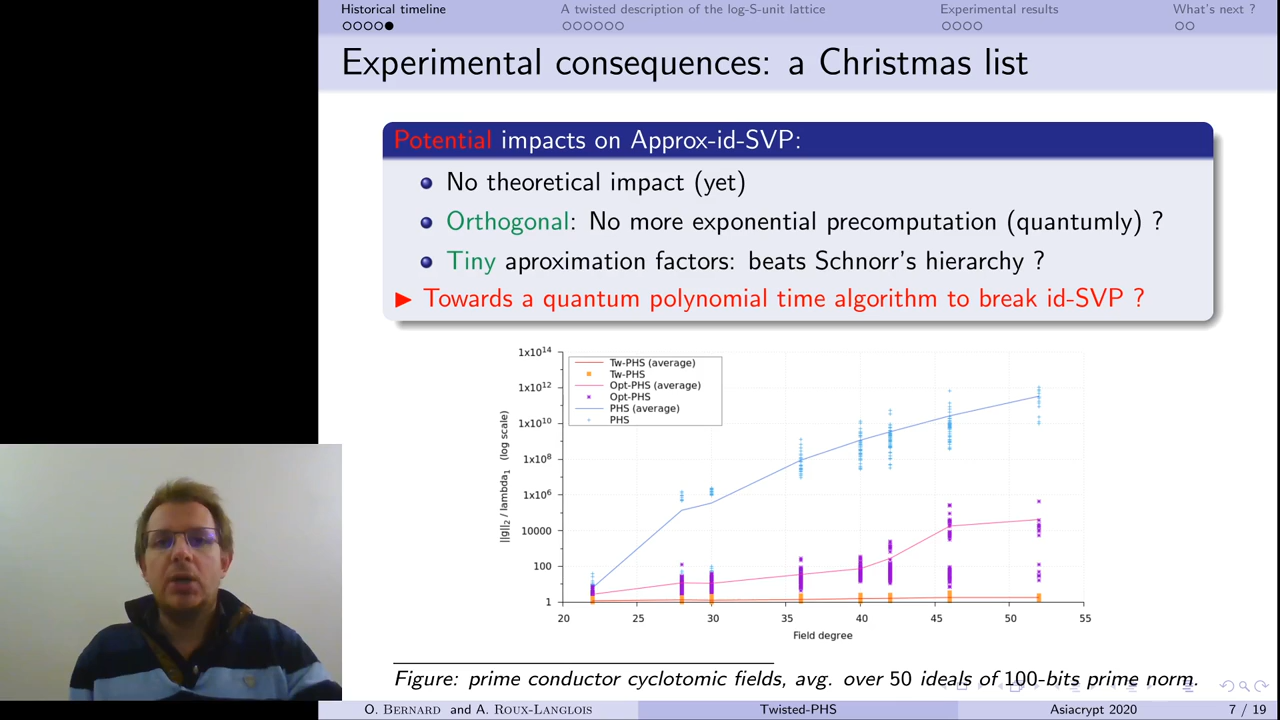 Historical timeline
A twisted description of the log-S-unit lattice
Experimental results
What's next ?
Experimental consequences: a Christmas list
Potential impacts on Approx-id-SVP:
No theoretical impact (yet)
Orthogonal: No more exponential precomputation (quantumly) ?
Tiny aproximation factors: beats Schnorr's hierarchy ?
Towards a quantum polynomial time algorithm to break id-SVP ?
1x10^14
1x10^12
1x10^10
1x10^8
1x10^6
10000
100
1
||g||_2 / lambda_1 (log scale)
Tw-PHS (average)
Tw-PHS
Opt-PHS (average)
Opt-PHS
PHS (average)
PHS
20 25 30 35 40 45 50 55
Field degree
Figure: prime conductor cyclotomic fields, avg. over 50 ideals of 100-bits prime norm.
O. Bernard and A. Roux-Langlois
Twisted-PHS
Asiacrypt 2020
7 / 19